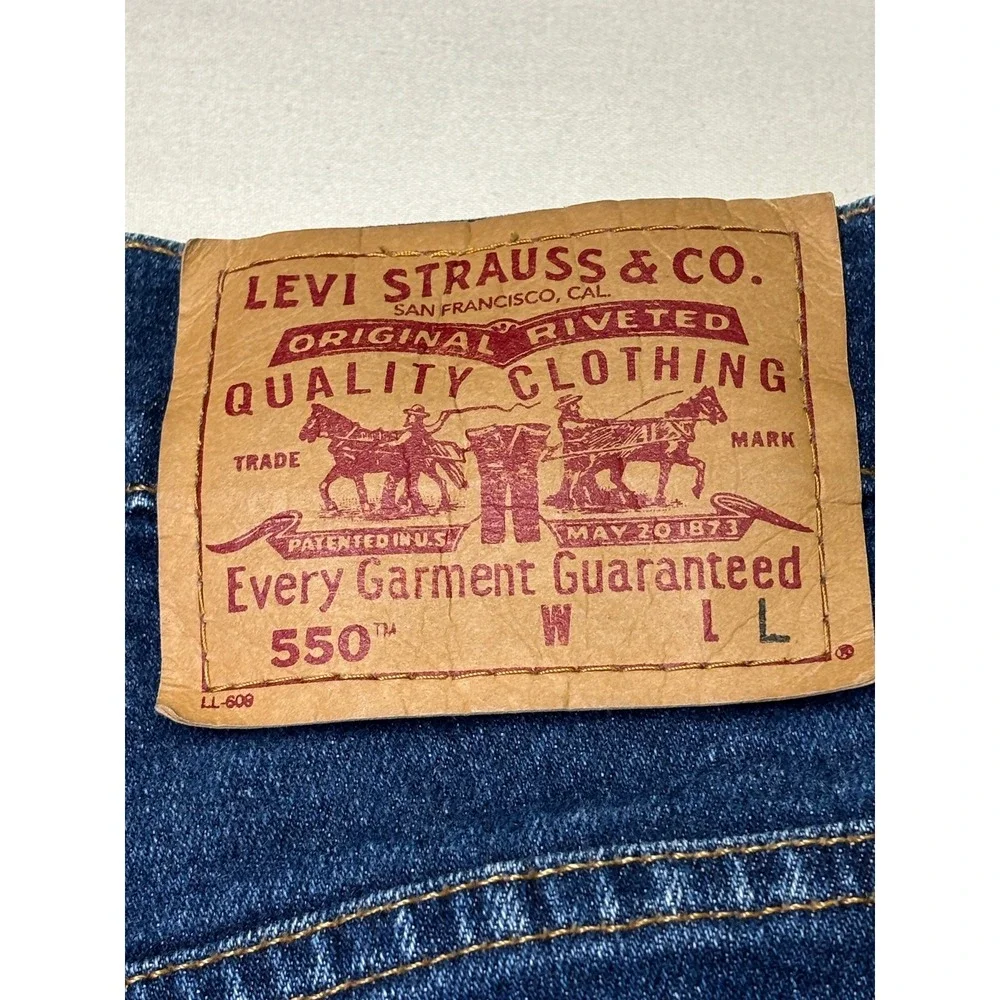 LEVI STRAUSS & CO.
SAN FRANCISCO, CAL.
ORIGINAL RIVETED
QUALITY CLOTHING
TRADE MARK
PATENTED IN U.S. MAY 20 1873
Every Garment Guaranteed
550™ W L L
®
LL-609